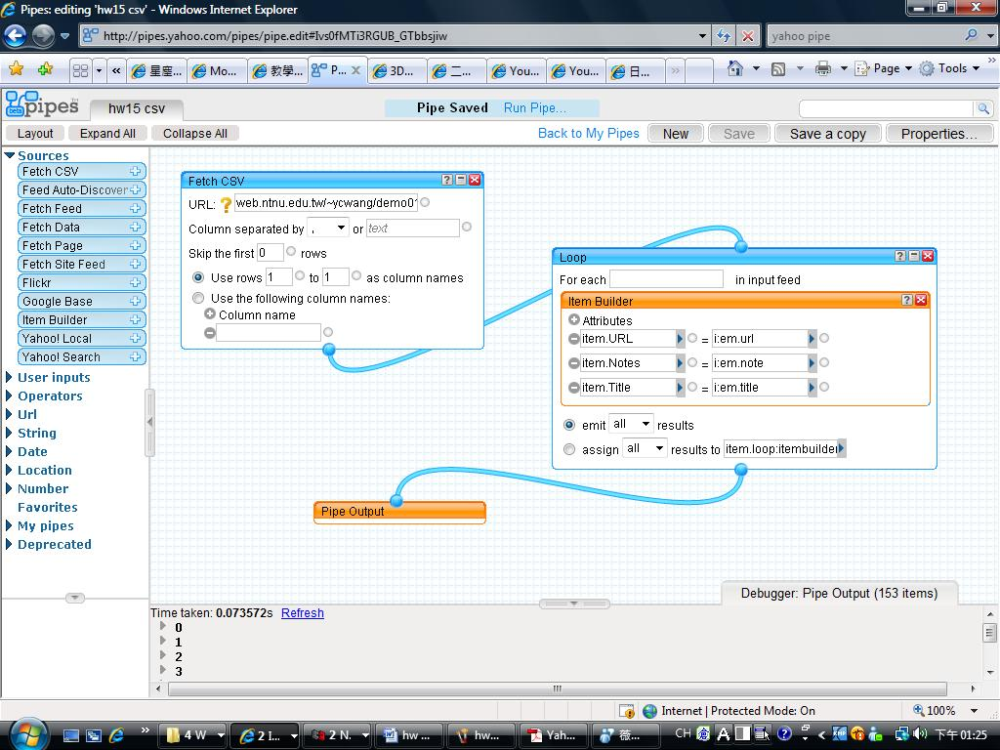 Pipes: editing 'hw15 csv' - Windows Internet Explorer
http://pipes.yahoo.com/pipes/pipe.edit#Ivs0fMTi3RGUB_GTbbsjiw
yahoo pipe
星座... Mo... 教學... P... 3D... 二... You... You... 日... Page Tools
pipes beta hw15 csv Pipe Saved Run Pipe...
Layout Expand All Collapse All Back to My Pipes New Save Save a copy Properties...
Sources
Fetch CSV
Feed Auto-Discover
Fetch Feed
Fetch Data
Fetch Page
Fetch Site Feed
Flickr
Google Base
Item Builder
Yahoo! Local
Yahoo! Search
User inputs
Operators
Url
String
Date
Location
Number
Favorites
My pipes
Deprecated
Fetch CSV
URL: web.ntnu.edu.tw/~ycwang/demo01
Column separated by , or text
Skip the first 0 rows
Use rows 1 to 1 as column names
Use the following column names:
Column name
Loop
For each in input feed
Item Builder
Attributes
item.URL = item.url
item.Notes = item.note
item.Title = item.title
emit all results
assign all results to item.loop:itembuilder
Pipe Output
Debugger: Pipe Output (153 items)
Time taken: 0.073572s Refresh
0
1
2
3
Internet | Protected Mode: On 100%
4 W 2 I... 2 N... hw ... hw... Yah... 薇... CH 下午 01:25